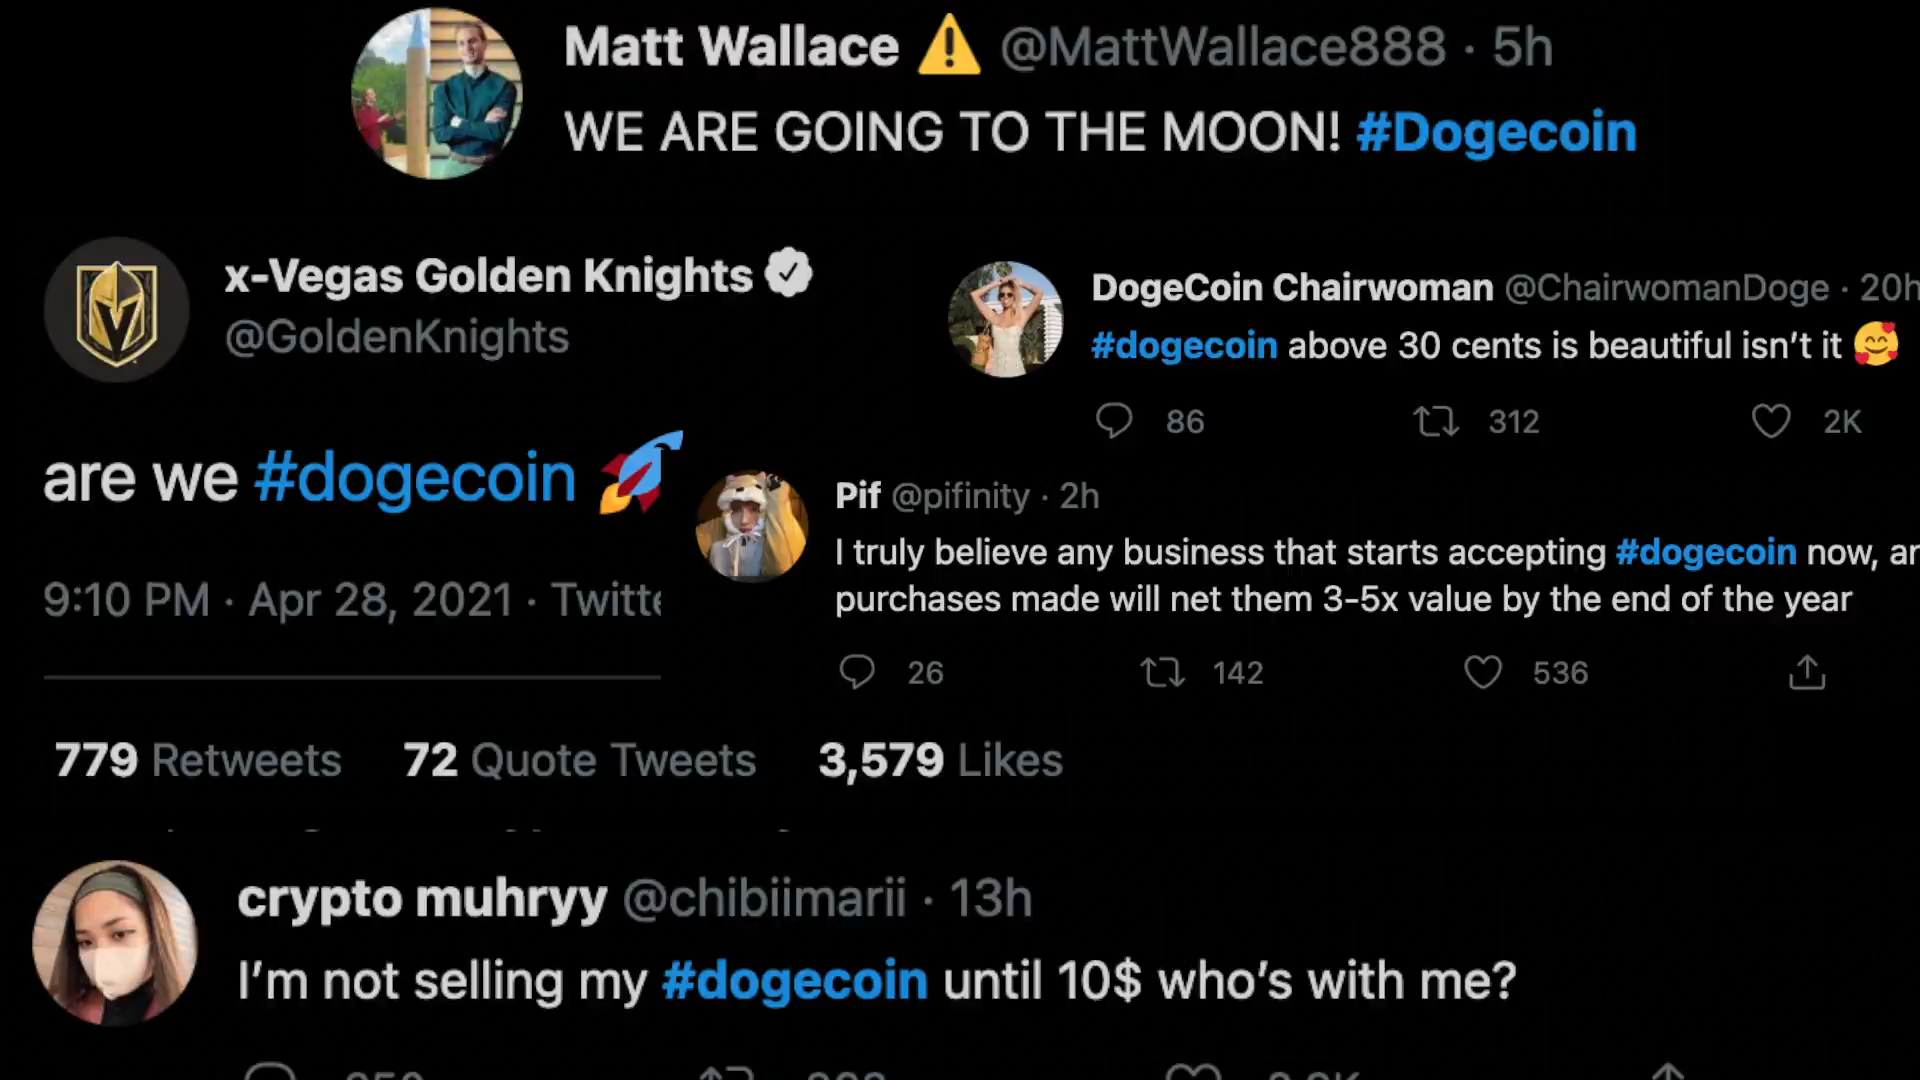 Matt Wallace ⚠️ @MattWallace888 · 5h
WE ARE GOING TO THE MOON! #Dogecoin
x-Vegas Golden Knights
@GoldenKnights
are we #dogecoin 🚀
9:10 PM · Apr 28, 2021 · Twitte
779 Retweets 72 Quote Tweets 3,579 Likes
DogeCoin Chairwoman @ChairwomanDoge · 20h
#dogecoin above 30 cents is beautiful isn't it 🥰
86 312 2K
Pif @pifinity · 2h
I truly believe any business that starts accepting #dogecoin now, an
purchases made will net them 3-5x value by the end of the year
26 142 536
crypto muhryy @chibiimarii · 13h
I'm not selling my #dogecoin until 10$ who's with me?